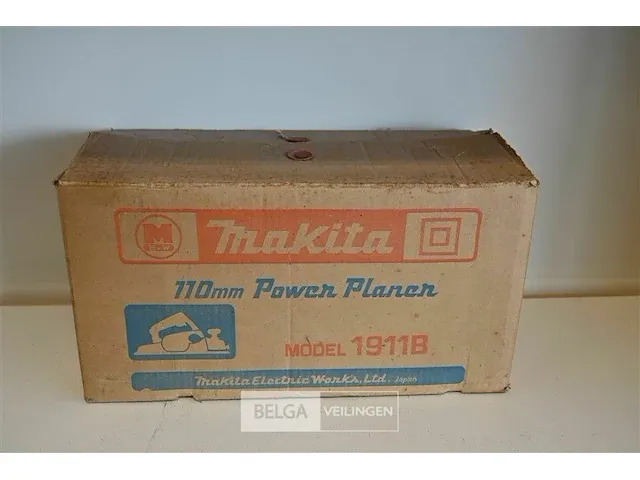 M
Makita
110mm Power Planer
MODEL 1911B
Makita Electric Works, Ltd. Japan
BELGA VEILINGEN